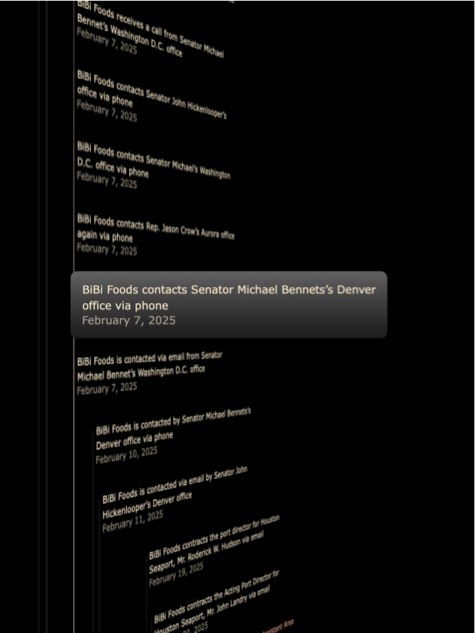 BiBi Foods receives a call from Senator Michael
Bennet's Washington D.C. office
February 7, 2025
BiBi Foods contacts Senator John Hickenlooper's
office via phone
February 7, 2025
BiBi Foods contacts Senator Michael's Washington
D.C. office via phone
February 7, 2025
BiBi Foods contacts Rep. Jason Crow's Aurora office
again via phone
February 7, 2025
BiBi Foods contacts Senator Michael Bennets's Denver
office via phone
February 7, 2025
BiBi Foods is contacted via email from Senator
Michael Bennet's Washington D.C. office
February 7, 2025
BiBi Foods is contacted by Senator Michael Bennets's
Denver office via phone
February 10, 2025
BiBi Foods is contacted via email by Senator John
Hickenlooper's Denver office
February 11, 2025
BiBi Foods contracts the port director for Houston
Seaport, Mr. Roderick W. Hudson via email
February 19, 2025
BiBi Foods contracts the Acting Port Director for
Houston Seaport, Mr. John Landry via email
2025
Area